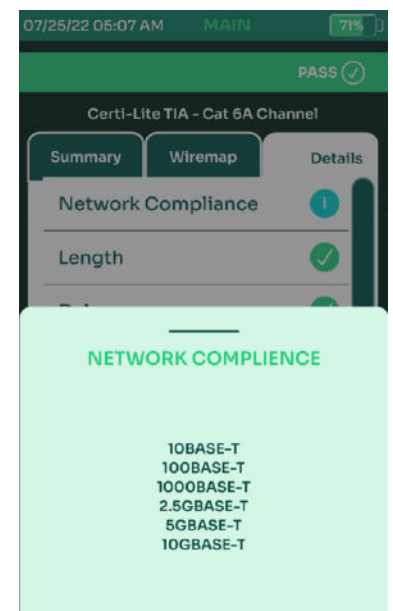 07/25/22 05:07 AM MAIN 71%
PASS
Certi-Lite TIA - Cat 6A Channel
Summary Wiremap Details
Network Compliance
Length
NETWORK COMPLIENCE
10BASE-T
100BASE-T
1000BASE-T
2.5GBASE-T
5GBASE-T
10GBASE-T